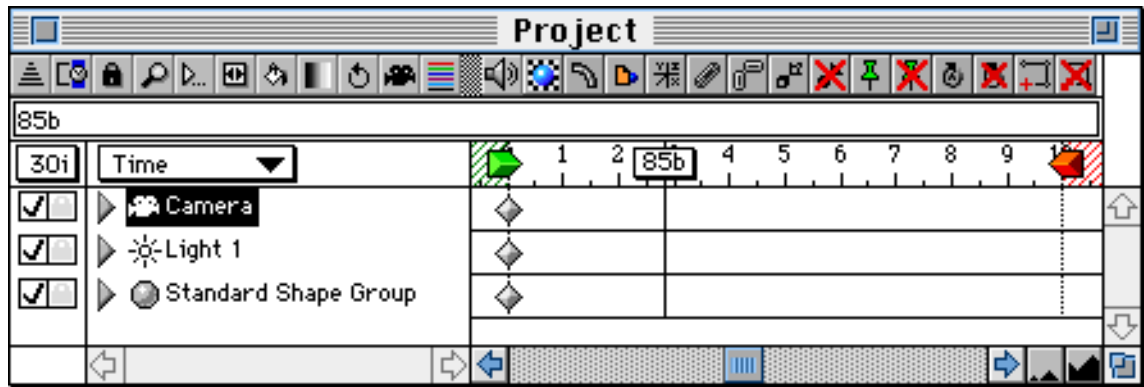 Project
85b
30i Time 1 2 85b 4 5 6 7 8 9
Camera
Light 1
Standard Shape Group